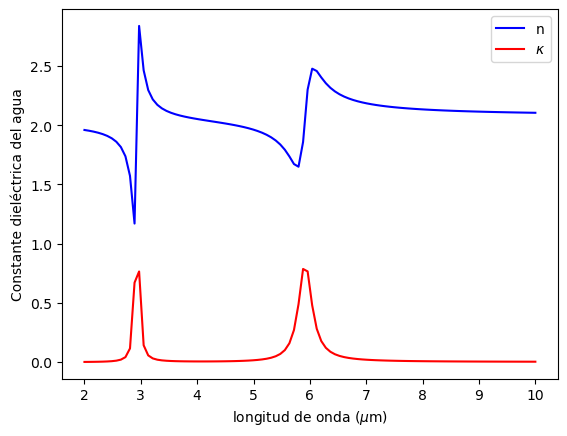 n
κ
2.5
2.0
1.5
1.0
0.5
0.0
Constante dieléctrica del agua
2 3 4 5 6 7 8 9 10
longitud de onda (μm)